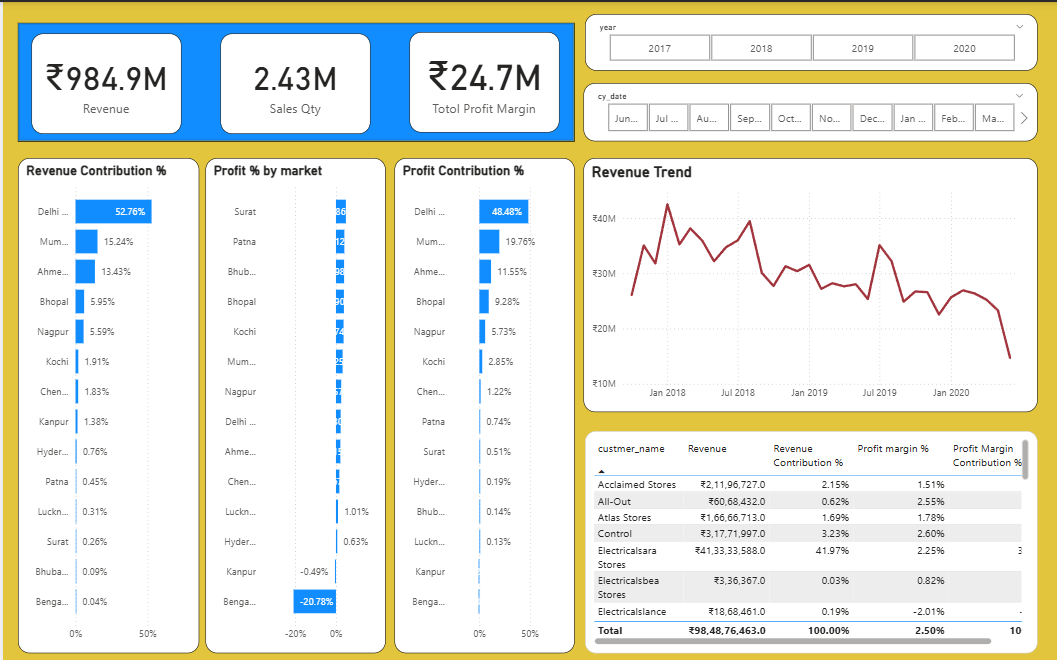 ₹984.9M
Revenue
2.43M
Sales Qty
₹24.7M
Totol Profit Margin
year
2017 2018 2019 2020
cy_date
Jun... Jul ... Au... Sep... Oct... No... Dec... Jan ... Feb... Ma...
Revenue Contribution %
Delhi ... 52.76%
Mum... 15.24%
Ahme... 13.43%
Bhopal 5.95%
Nagpur 5.59%
Kochi 1.91%
Chen... 1.83%
Kanpur 1.38%
Hyder... 0.76%
Patna 0.45%
Luckn... 0.31%
Surat 0.26%
Bhuba... 0.09%
Benga... 0.04%
0% 50%
Profit % by market
Surat
Patna
Bhub...
Bhopal
Kochi
Mum...
Nagpur
Delhi ...
Ahme...
Chen...
Luckn... 1.01%
Hyder... 0.63%
Kanpur -0.49%
Benga... -20.78%
-20% 0%
Profit Contribution %
Delhi ... 48.48%
Mum... 19.76%
Ahme... 11.55%
Bhopal 9.28%
Nagpur 5.73%
Kochi 2.85%
Chen... 1.22%
Patna 0.74%
Surat 0.51%
Hyder... 0.19%
Bhub... 0.14%
Luckn... 0.13%
Kanpur
Benga...
0% 50%
Revenue Trend
₹40M
₹30M
₹20M
₹10M
Jan 2018 Jul 2018 Jan 2019 Jul 2019 Jan 2020
custmer_name Revenue Revenue Profit margin % Profit Margin
Contribution % Contribution %
Acclaimed Stores ₹2,11,96,727.0 2.15% 1.51%
All-Out ₹60,68,432.0 0.62% 2.55%
Atlas Stores ₹1,66,66,713.0 1.69% 1.78%
Control ₹3,17,71,997.0 3.23% 2.60%
Electricalsara ₹41,33,33,588.0 41.97% 2.25% 3
Stores
Electricalsbea ₹3,36,367.0 0.03% 0.82%
Stores
Electricalslance ₹18,68,461.0 0.19% -2.01% -
Total ₹98,48,76,463.0 100.00% 2.50% 10